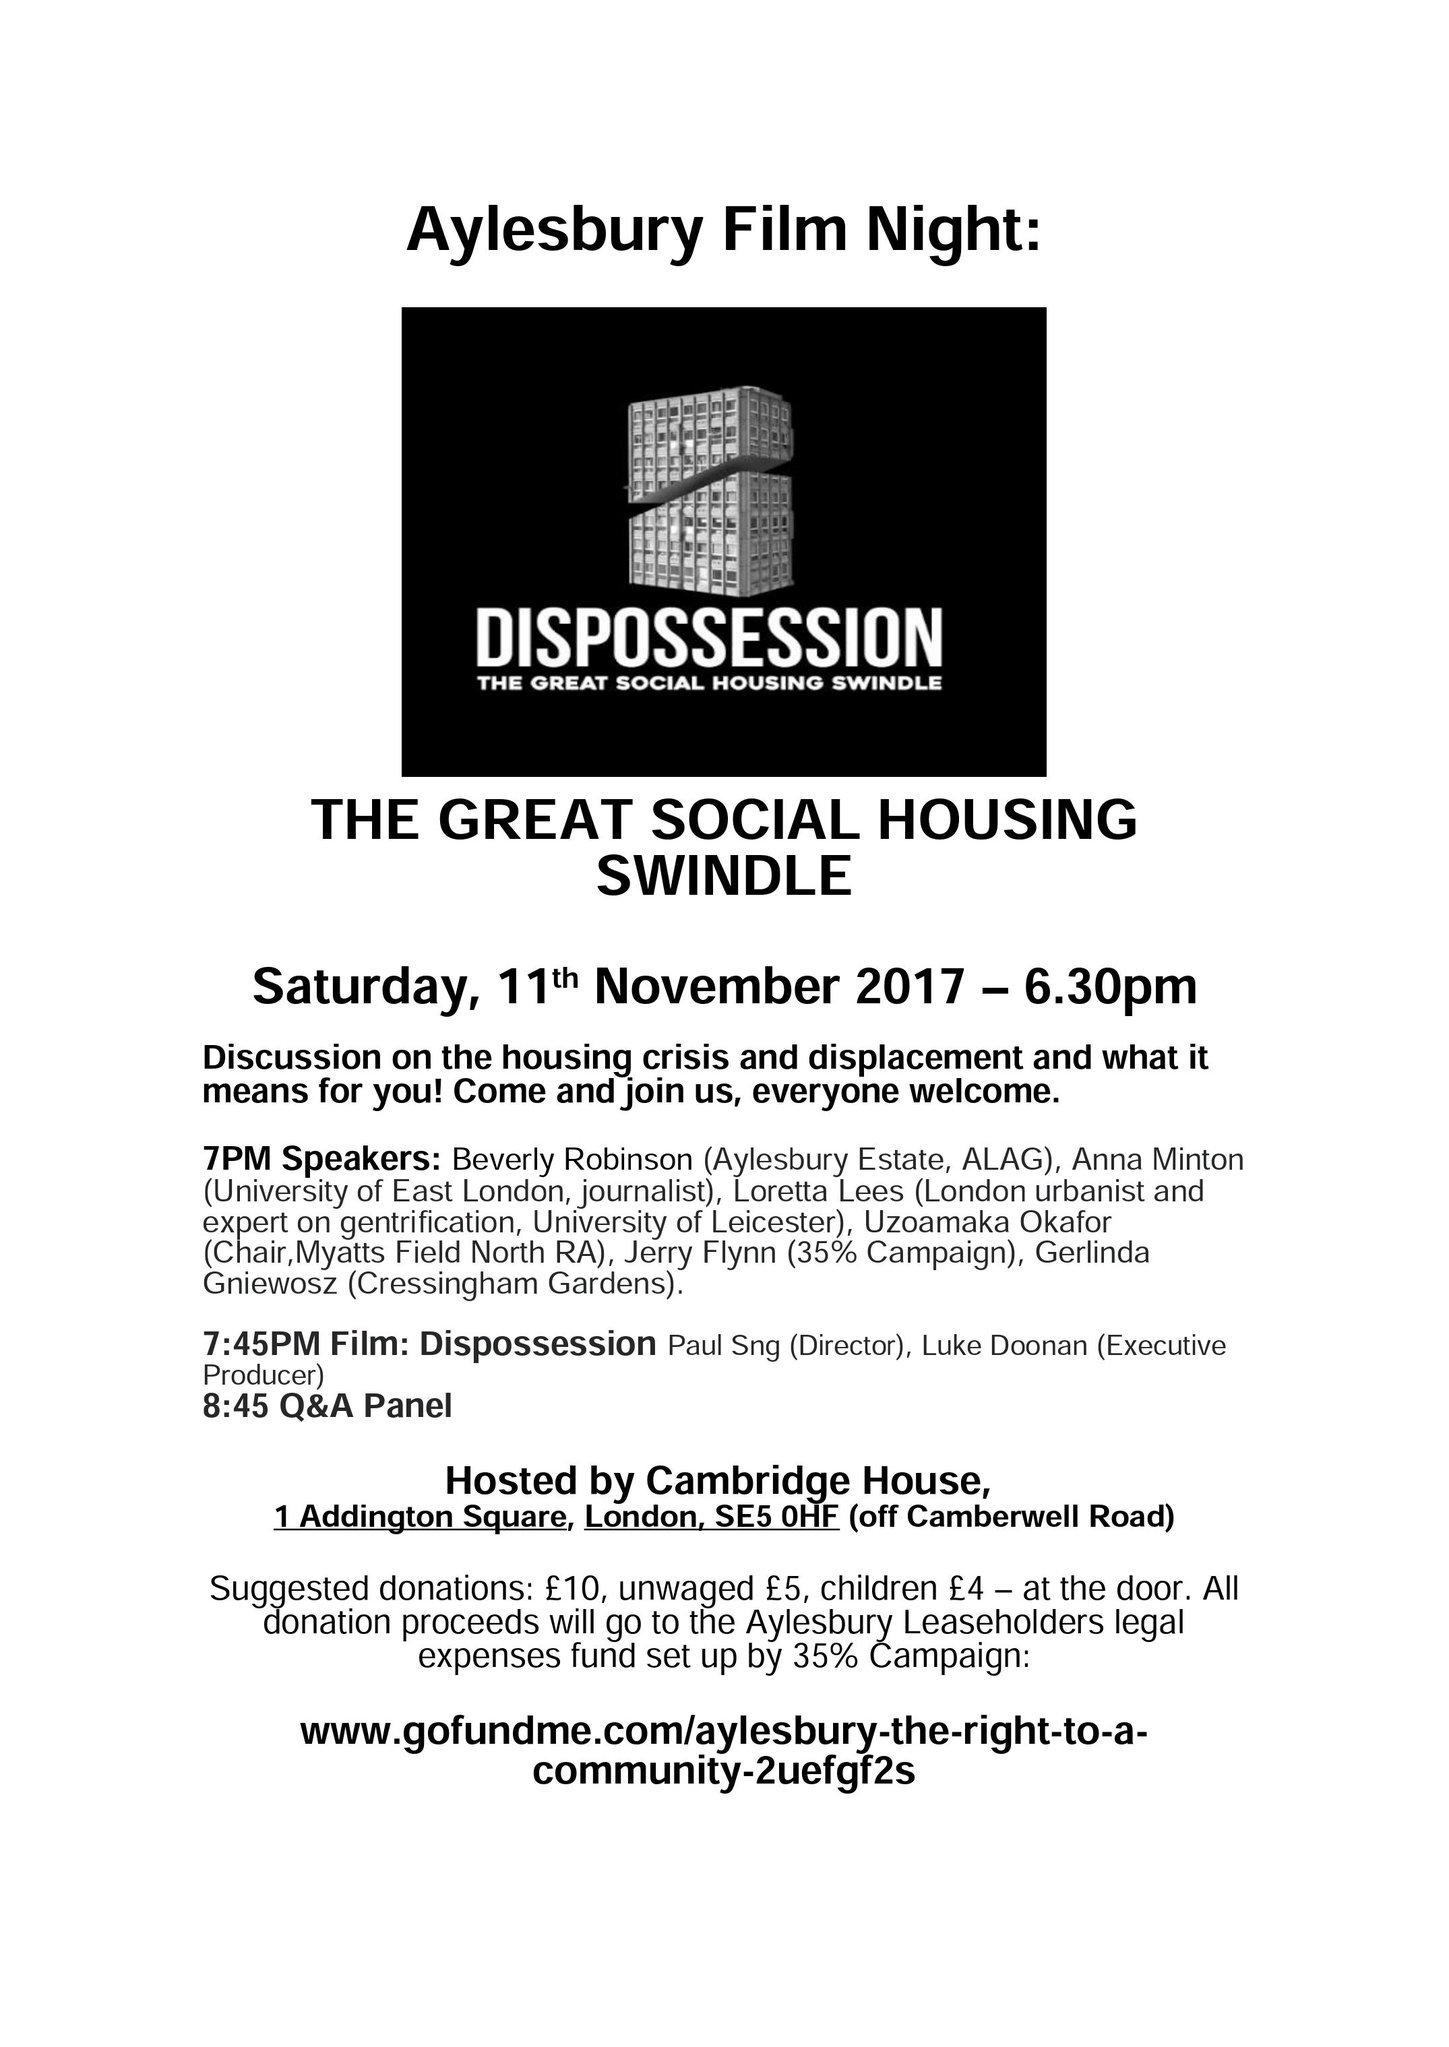 Aylesbury Film Night:
DISPOSSESSION
THE GREAT SOCIAL HOUSING SWINDLE
THE GREAT SOCIAL HOUSING
SWINDLE
Saturday, 11th November 2017 – 6.30pm
Discussion on the housing crisis and displacement and what it
means for you! Come and join us, everyone welcome.
7PM Speakers: Beverly Robinson (Aylesbury Estate, ALAG), Anna Minton
(University of East London, journalist), Loretta Lees (London urbanist and
expert on gentrification, University of Leicester), Uzoamaka Okafor
(Chair,Myatts Field North RA), Jerry Flynn (35% Campaign), Gerlinda
Gniewosz (Cressingham Gardens).
7:45PM Film: Dispossession Paul Sng (Director), Luke Doonan (Executive
Producer)
8:45 Q&A Panel
Hosted by Cambridge House,
1 Addington Square, London, SE5 0HF (off Camberwell Road)
Suggested donations: £10, unwaged £5, children £4 – at the door. All
donation proceeds will go to the Aylesbury Leaseholders legal
expenses fund set up by 35% Campaign:
www.gofundme.com/aylesbury-the-right-to-a-
community-2uefgf2s